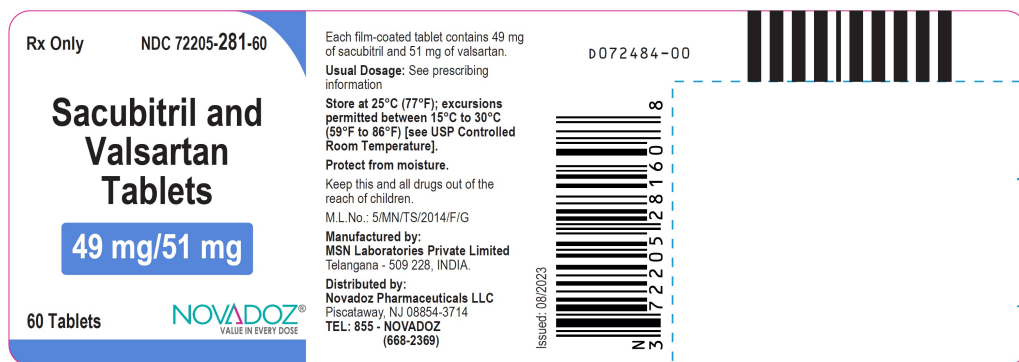 Rx Only NDC 72205-281-60
Sacubitril and
Valsartan
Tablets
49 mg/51 mg
60 Tablets
NOVADOZ®
VALUE IN EVERY DOSE
Each film-coated tablet contains 49 mg
of sacubitril and 51 mg of valsartan.
Usual Dosage: See prescribing
information
Store at 25°C (77°F); excursions
permitted between 15°C to 30°C
(59°F to 86°F) [see USP Controlled
Room Temperature].
Protect from moisture.
Keep this and all drugs out of the
reach of children.
M.L.No.: 5/MN/TS/2014/F/G
Manufactured by:
MSN Laboratories Private Limited
Telangana - 509 228, INDIA.
Distributed by:
Novadoz Pharmaceuticals LLC
Piscataway, NJ 08854-3714
TEL: 855 - NOVADOZ
(668-2369)
Issued: 08/2023
N
3 72205 28160 8
D072484-00